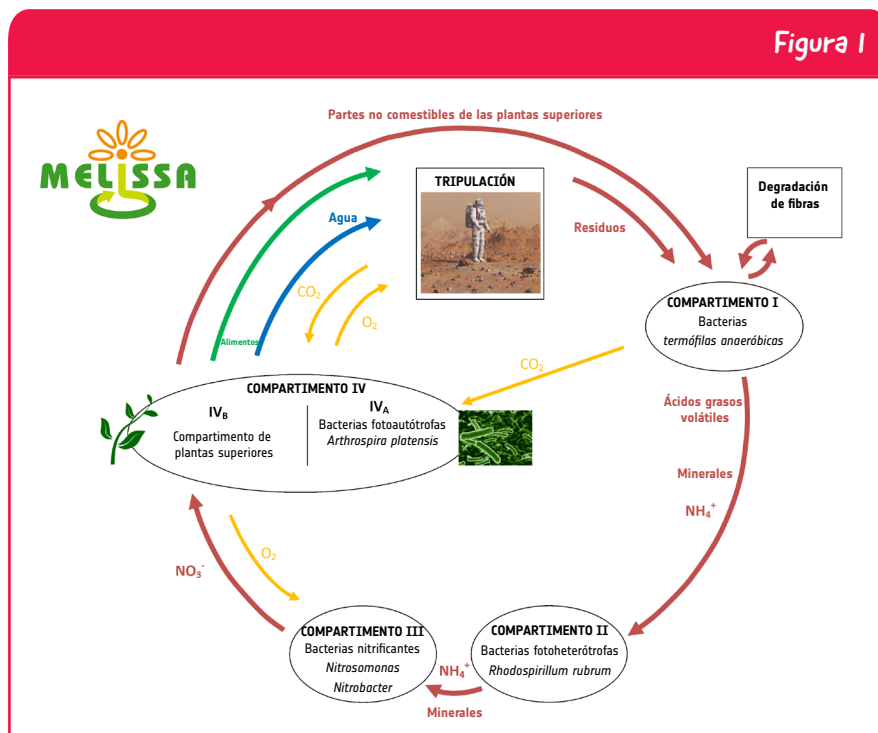 Figura 1
MELISSA
Partes no comestibles de las plantas superiores
TRIPULACIÓN
Degradación
de fibras
Residuos
Agua
CO₂
O₂
Alimentos
COMPARTIMENTO I
Bacterias
termófilas anaeróbicas
CO₂
COMPARTIMENTO IV
IV_B
Compartimento de
plantas superiores
IV_A
Bacterias fotoautótrofas
Arthrospira platensis
Ácidos grasos
volátiles
Minerales
NH₄⁺
O₂
NO₃⁻
COMPARTIMENTO III
Bacterias nitrificantes
Nitrosomonas
Nitrobacter
NH₄⁺
Minerales
COMPARTIMENTO II
Bacterias fotoheterótrofas
Rhodospirillum rubrum